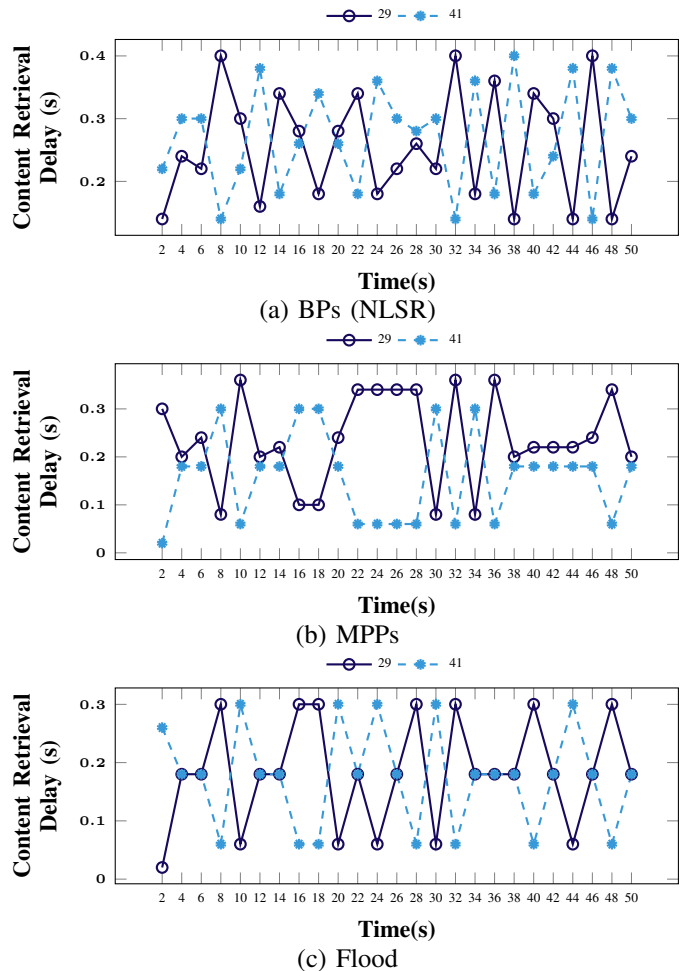 29 41
0.4
0.2
Content Retrieval
Delay (s)
2 4 6 8 10 12 14 16 18 20 22 24 26 28 30 32 34 36 38 40 42 44 46 48 50
Time(s)
(a) BPs (NLSR)
29 41
0.3
0.2
0.1
0
Content Retrieval
Delay (s)
2 4 6 8 10 12 14 16 18 20 22 24 26 28 30 32 34 36 38 40 42 44 46 48 50
Time(s)
(b) MPPs
29 41
0.3
0.2
0.1
0
Content Retrieval
Delay (s)
2 4 6 8 10 12 14 16 18 20 22 24 26 28 30 32 34 36 38 40 42 44 46 48 50
Time(s)
(c) Flood